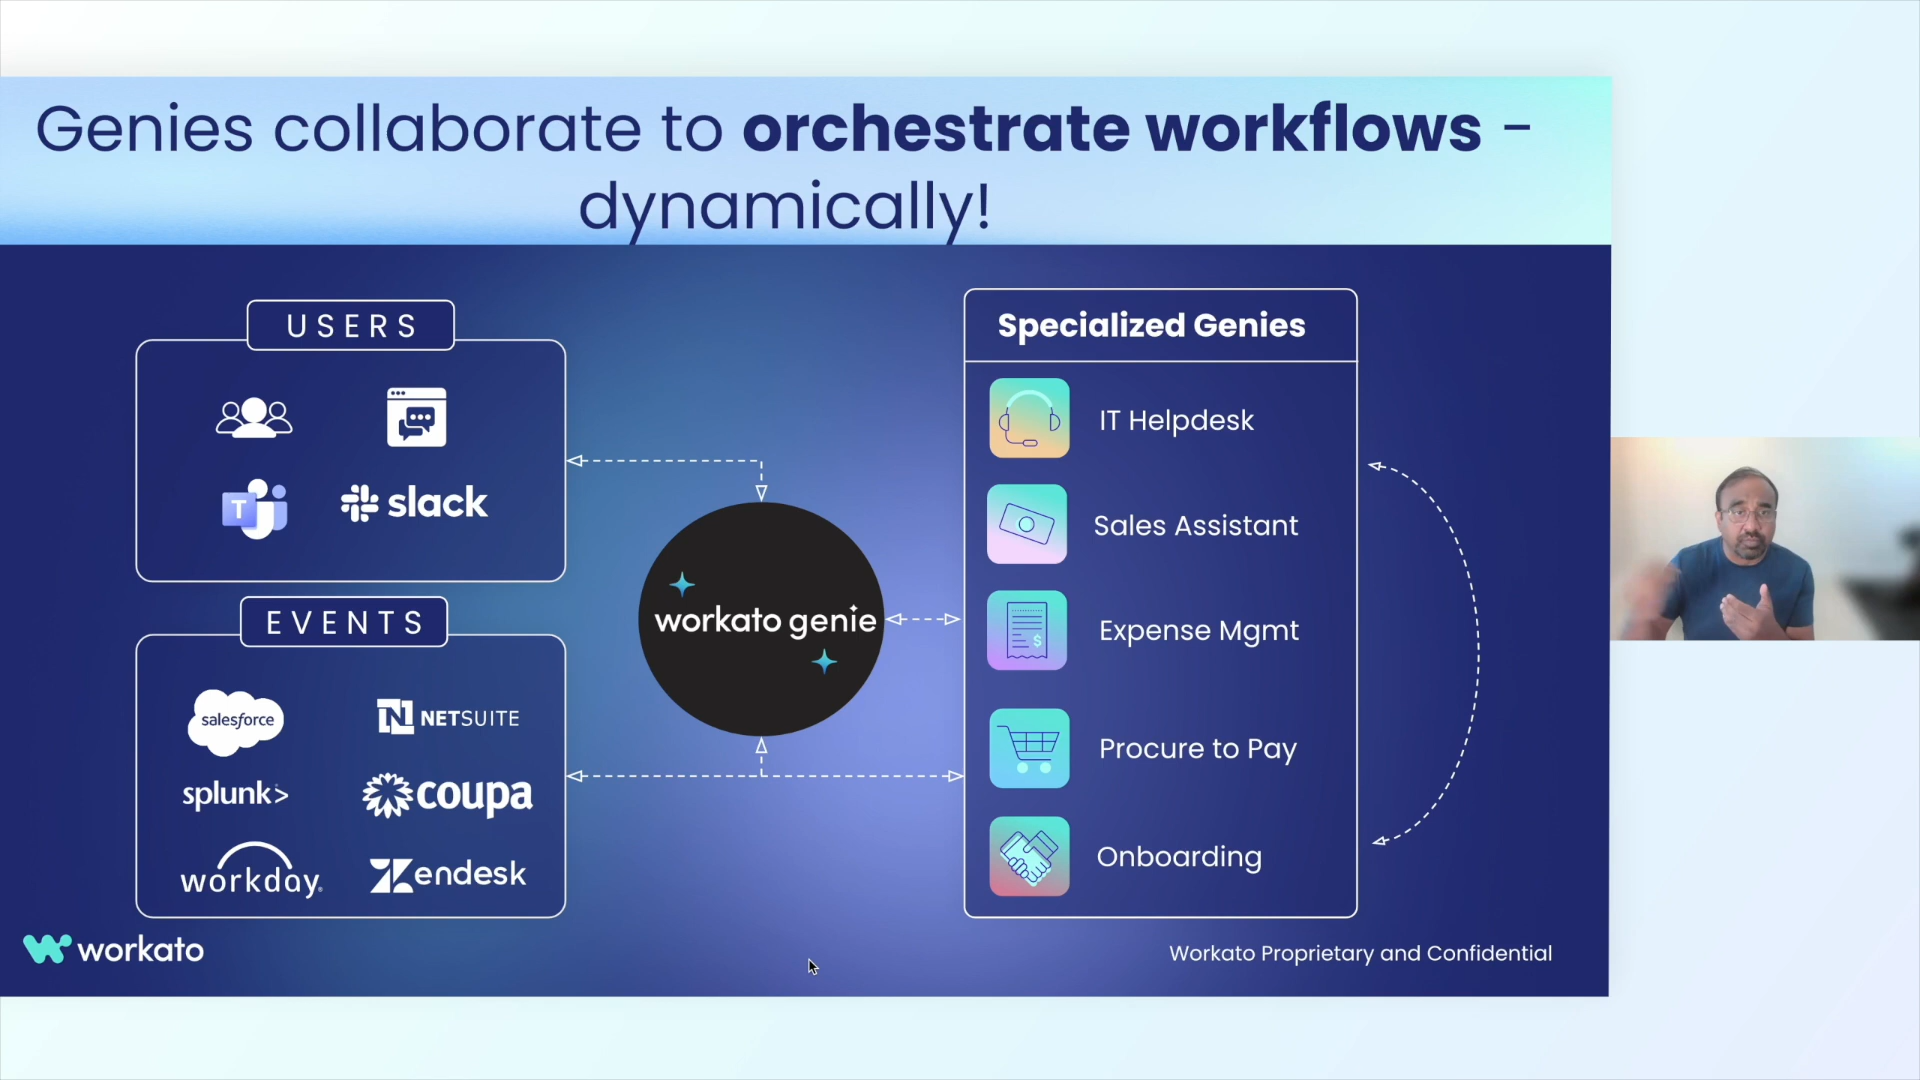 Genies collaborate to orchestrate workflows -
dynamically!
USERS
T
slack
EVENTS
salesforce
NETSUITE
splunk>
coupa
workday.
zendesk
workato genie
Specialized Genies
IT Helpdesk
Sales Assistant
Expense Mgmt
$
Procure to Pay
Onboarding
workato
Workato Proprietary and Confidential